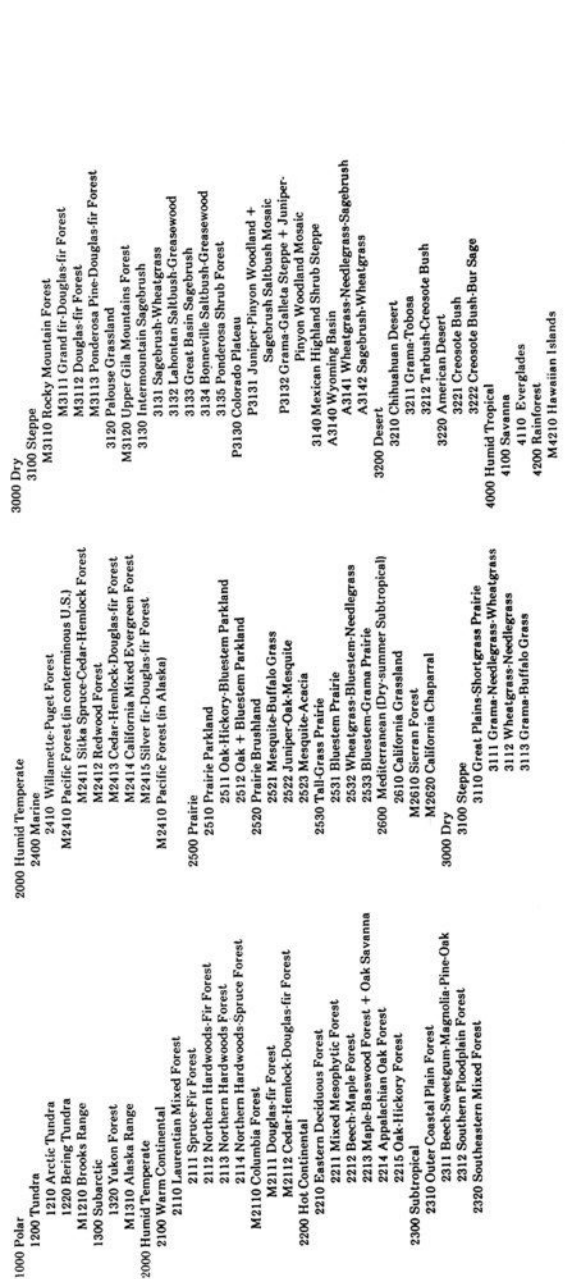 1000 Polar
1200 Tundra
1210 Arctic Tundra
1220 Bering Tundra
M1210 Brooks Range
1300 Subarctic
1320 Yukon Forest
M1310 Alaska Range
2000 Humid Temperate
2100 Warm Continental
2110 Laurentian Mixed Forest
2111 Spruce-Fir Forest
2112 Northern Hardwoods-Fir Forest
2113 Northern Hardwoods Forest
2114 Northern Hardwoods-Spruce Forest
M2110 Columbia Forest
M2111 Douglas-fir Forest
M2112 Cedar-Hemlock-Douglas-fir Forest
2200 Hot Continental
2210 Eastern Deciduous Forest
2211 Mixed Mesophytic Forest
2212 Beech-Maple Forest
2213 Maple-Basswood Forest + Oak Savanna
2214 Appalachian Oak Forest
2215 Oak-Hickory Forest
2300 Subtropical
2310 Outer Coastal Plain Forest
2311 Beech-Sweetgum-Magnolia-Pine-Oak
2312 Southern Floodplain Forest
2320 Southeastern Mixed Forest
2000 Humid Temperate
2400 Marine
2410 Willamette-Puget Forest
M2410 Pacific Forest (in conterminous U.S.)
M2411 Sitka Spruce-Cedar-Hemlock Forest
M2412 Redwood Forest
M2413 Cedar-Hemlock-Douglas-fir Forest
M2414 California Mixed Evergreen Forest
M2415 Silver fir-Douglas-fir Forest
M2410 Pacific Forest (in Alaska)
2500 Prairie
2510 Prairie Parkland
2511 Oak-Hickory-Bluestem Parkland
2512 Oak + Bluestem Parkland
2520 Prairie Brushland
2521 Mesquite-Buffalo Grass
2522 Juniper-Oak-Mesquite
2523 Mesquite-Acacia
2530 Tall-Grass Prairie
2531 Bluestem Prairie
2532 Wheatgrass-Bluestem-Needlegrass
2533 Bluestem-Grama Prairie
2600 Mediterranean (Dry-summer Subtropical)
2610 California Grassland
M2610 Sierran Forest
M2620 California Chaparral
3000 Dry
3100 Steppe
3110 Great Plains-Shortgrass Prairie
3111 Grama-Needlegrass-Wheatgrass
3112 Wheatgrass-Needlegrass
3113 Grama-Buffalo Grass
3000 Dry
3100 Steppe
M3110 Rocky Mountain Forest
M3111 Grand fir-Douglas-fir Forest
M3112 Douglas-fir Forest
M3113 Ponderosa Pine-Douglas-fir Forest
3120 Palouse Grassland
M3120 Upper Gila Mountains Forest
3130 Intermountain Sagebrush
3131 Sagebrush-Wheatgrass
3132 Lahontan Saltbush-Greasewood
3133 Great Basin Sagebrush
3134 Bonneville Saltbush-Greasewood
3135 Ponderosa Shrub Forest
P3130 Colorado Plateau
P3131 Juniper-Pinyon Woodland +
Sagebrush Saltbush Mosaic
P3132 Grama-Galleta Steppe + Juniper-
Pinyon Woodland Mosaic
3140 Mexican Highland Shrub Steppe
A3140 Wyoming Basin
A3141 Wheatgrass-Needlegrass-Sagebrush
A3142 Sagebrush-Wheatgrass
3200 Desert
3210 Chihuahuan Desert
3211 Grama-Tobosa
3212 Tarbush-Creosote Bush
3220 American Desert
3221 Creosote Bush
3222 Creosote Bush-Bur Sage
4000 Humid Tropical
4100 Savanna
4110 Everglades
4200 Rainforest
M4210 Hawaiian Islands